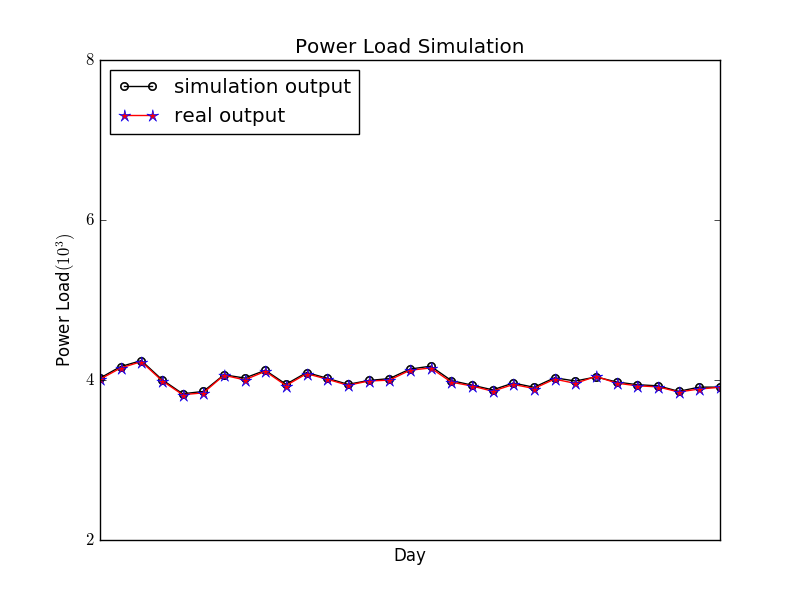 Power Load Simulation
simulation output
real output
8
6
4
2
Power Load(10³)
Day